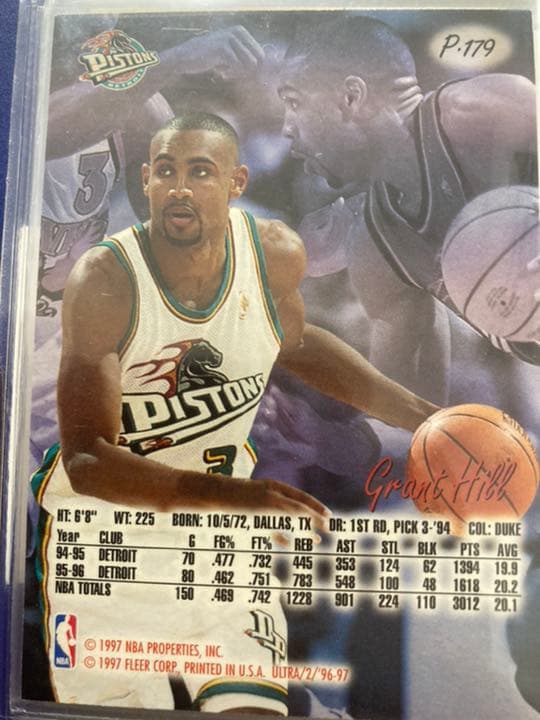 PISTONS
DETROIT
P.179
3
PISTONS
3
Grant Hill
HT: 6'8" WT: 225 BORN: 10/5/72, DALLAS, TX DR: 1ST RD, PICK 3-'94 COL: DUKE
Year CLUB G FG% FT% REB AST STL BLK PTS AVG
94-95 DETROIT 70 .477 .732 445 353 124 62 1394 19.9
95-96 DETROIT 80 .462 .751 783 548 100 48 1618 20.2
NBA TOTALS 150 .469 .742 1228 901 224 110 3012 20.1
NBA
© 1997 NBA PROPERTIES, INC.
© 1997 FLEER CORP., PRINTED IN U.S.A. ULTRA/2/'96-97